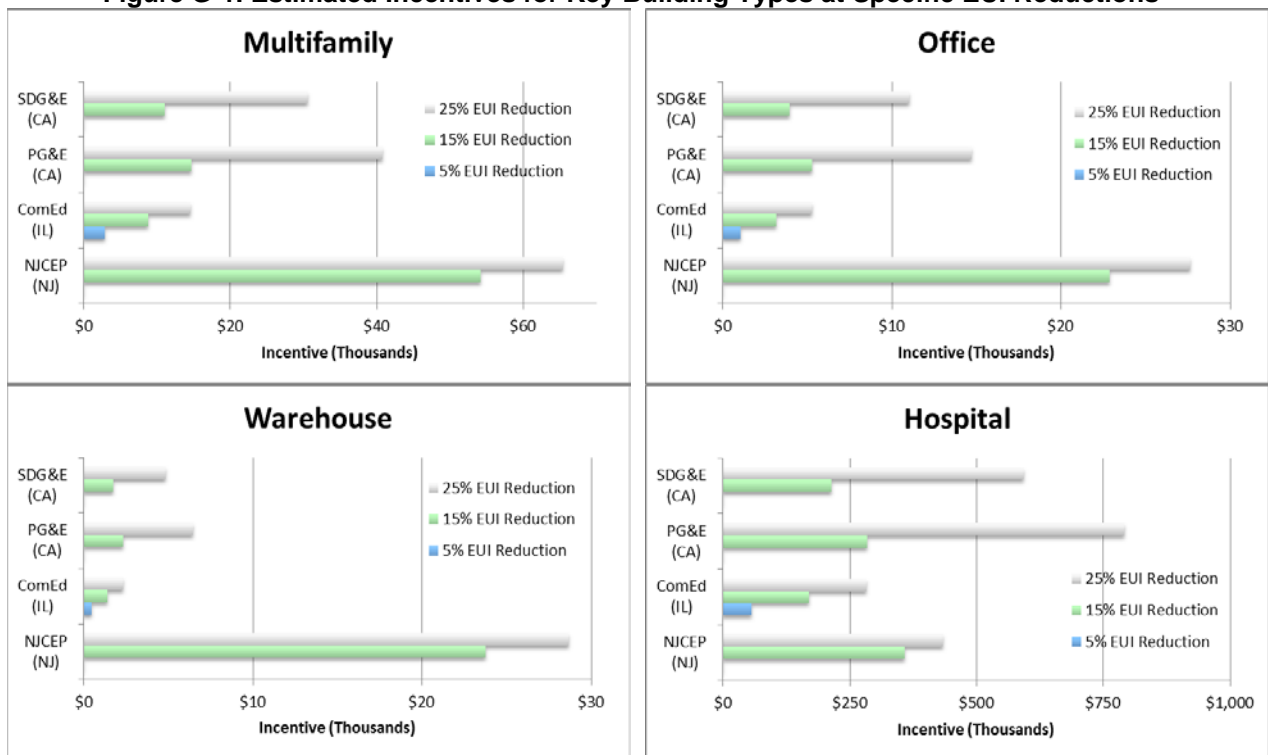 Figure G-1. Estimated Incentives for Key Building Types at Specific EUI Reductions
Multifamily
SDG&E
(CA)
PG&E
(CA)
ComEd
(IL)
NJCEP
(NJ)
25% EUI Reduction
15% EUI Reduction
5% EUI Reduction
$0 $20 $40 $60
Incentive (Thousands)
Office
SDG&E
(CA)
PG&E
(CA)
ComEd
(IL)
NJCEP
(NJ)
25% EUI Reduction
15% EUI Reduction
5% EUI Reduction
$0 $10 $20 $30
Incentive (Thousands)
Warehouse
SDG&E
(CA)
PG&E
(CA)
ComEd
(IL)
NJCEP
(NJ)
25% EUI Reduction
15% EUI Reduction
5% EUI Reduction
$0 $10 $20 $30
Incentive (Thousands)
Hospital
SDG&E
(CA)
PG&E
(CA)
ComEd
(IL)
NJCEP
(NJ)
25% EUI Reduction
15% EUI Reduction
5% EUI Reduction
$0 $250 $500 $750 $1,000
Incentive (Thousands)